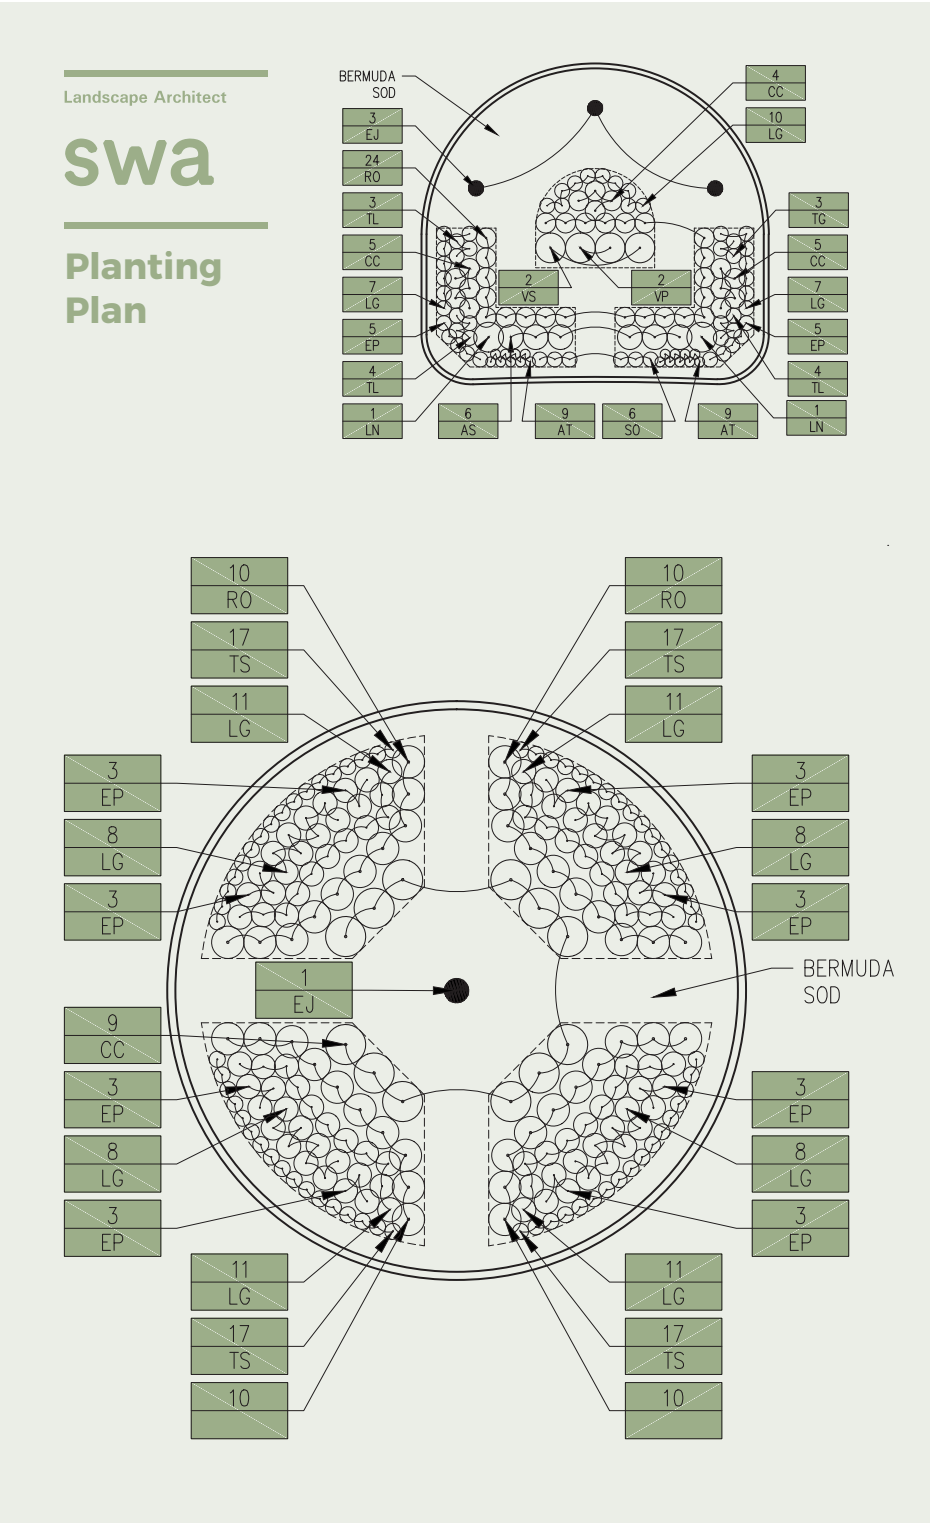 Landscape Architect
swa
Planting
Plan
BERMUDA
SOD
3
EJ
24
RO
3
TL
5
CC
7
LG
5
EP
4
TL
1
LN
6
AS
9
AT
6
SO
9
AT
2
VS
2
VP
4
CC
10
LG
3
TG
5
CC
7
LG
5
EP
4
TL
1
LN
10
RO
17
TS
11
LG
3
EP
8
LG
3
EP
10
RO
17
TS
11
LG
3
EP
8
LG
3
EP
1
EJ
BERMUDA
SOD
9
CC
3
EP
8
LG
3
EP
11
LG
17
TS
10
3
EP
8
LG
3
EP
11
LG
17
TS
10